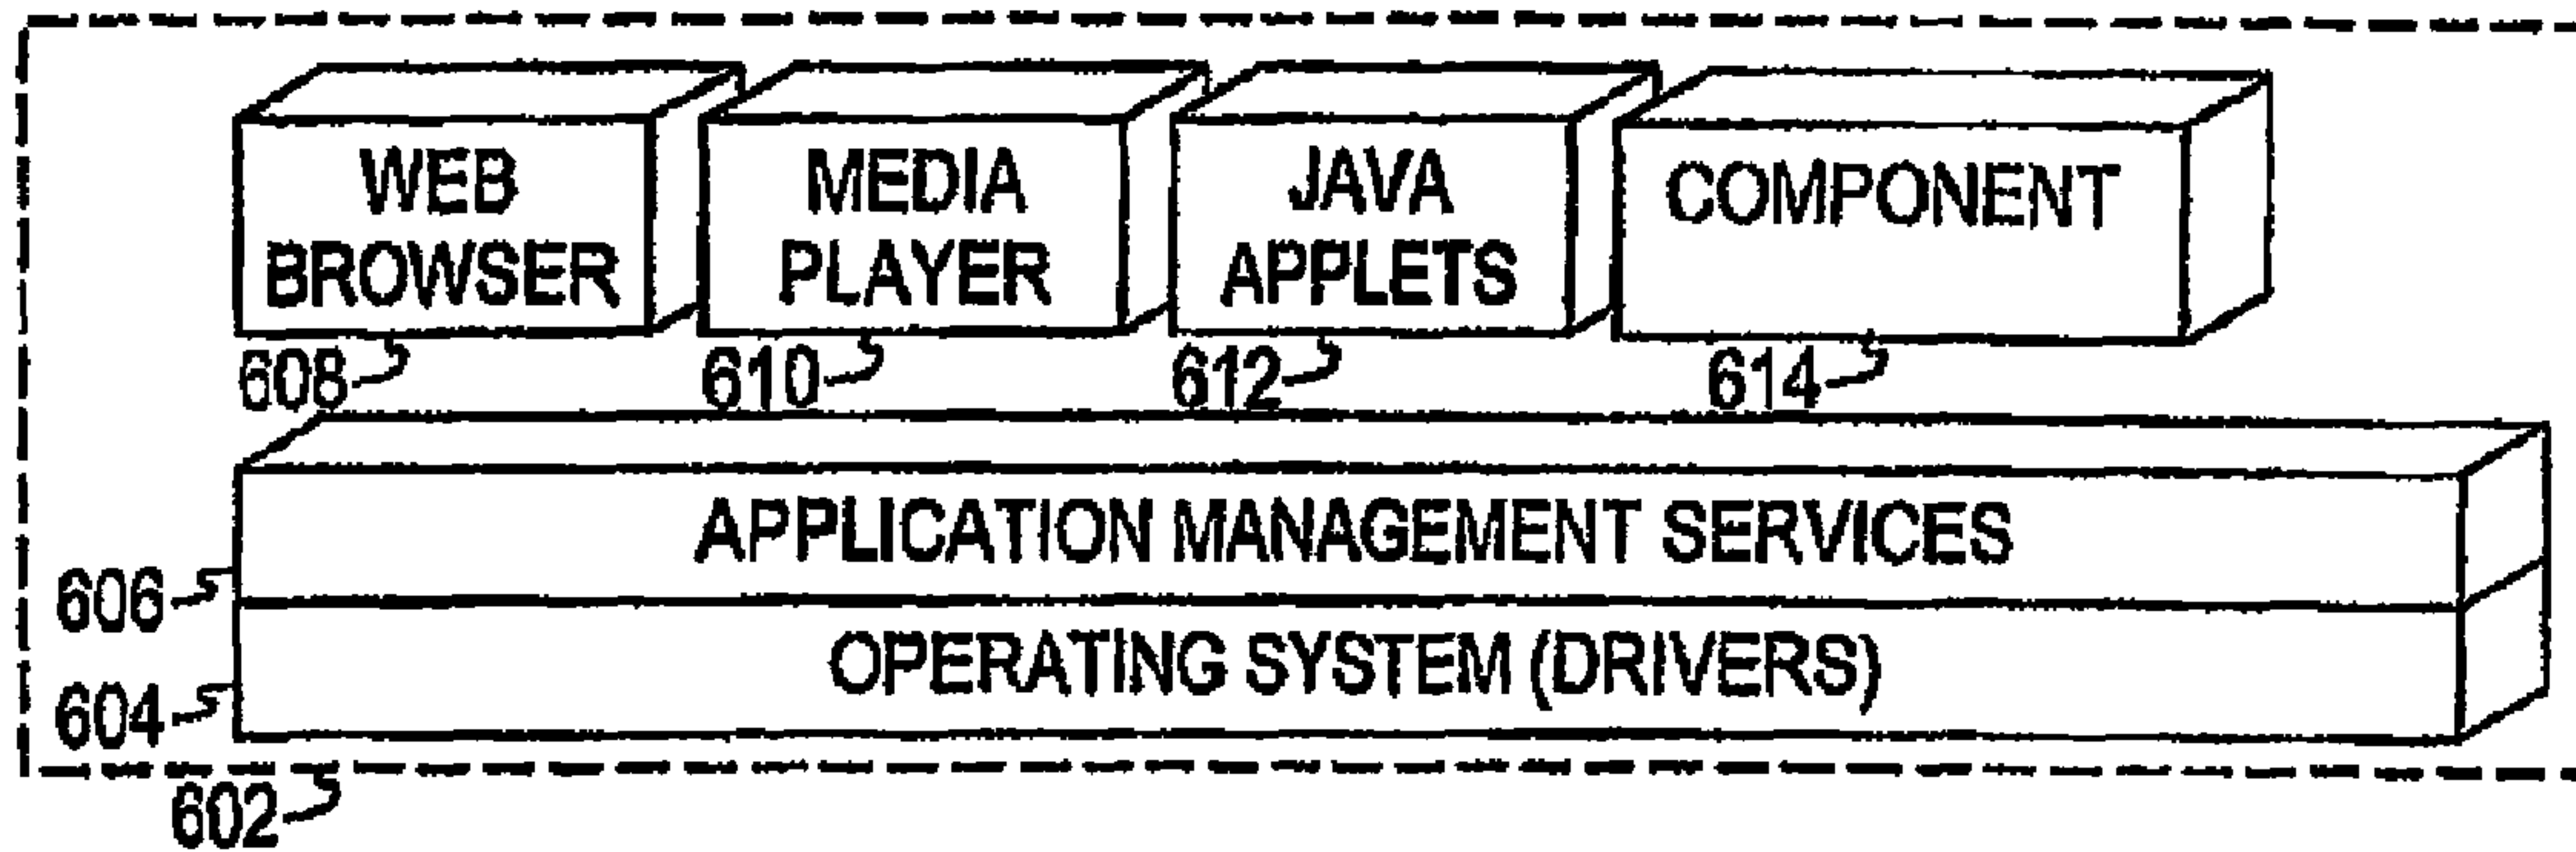 WEB
BROWSER
MEDIA
PLAYER
JAVA
APPLETS
COMPONENT
608
610
612
614
APPLICATION MANAGEMENT SERVICES
606
OPERATING SYSTEM (DRIVERS)
604
602